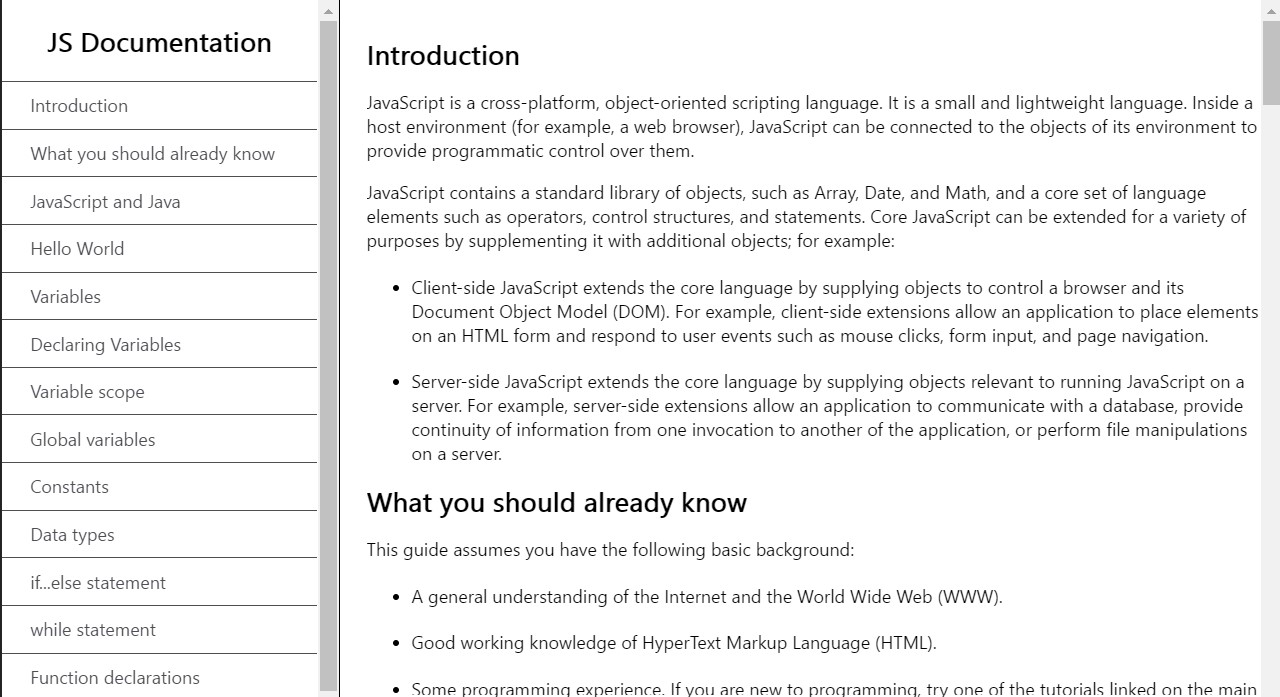 JS Documentation
Introduction
What you should already know
JavaScript and Java
Hello World
Variables
Declaring Variables
Variable scope
Global variables
Constants
Data types
if...else statement
while statement
Function declarations
Introduction
JavaScript is a cross-platform, object-oriented scripting language. It is a small and lightweight language. Inside a
host environment (for example, a web browser), JavaScript can be connected to the objects of its environment to
provide programmatic control over them.
JavaScript contains a standard library of objects, such as Array, Date, and Math, and a core set of language
elements such as operators, control structures, and statements. Core JavaScript can be extended for a variety of
purposes by supplementing it with additional objects; for example:
• Client-side JavaScript extends the core language by supplying objects to control a browser and its
Document Object Model (DOM). For example, client-side extensions allow an application to place elements
on an HTML form and respond to user events such as mouse clicks, form input, and page navigation.
• Server-side JavaScript extends the core language by supplying objects relevant to running JavaScript on a
server. For example, server-side extensions allow an application to communicate with a database, provide
continuity of information from one invocation to another of the application, or perform file manipulations
on a server.
What you should already know
This guide assumes you have the following basic background:
• A general understanding of the Internet and the World Wide Web (WWW).
• Good working knowledge of HyperText Markup Language (HTML).
• Some programming experience. If you are new to programming, try one of the tutorials linked on the main